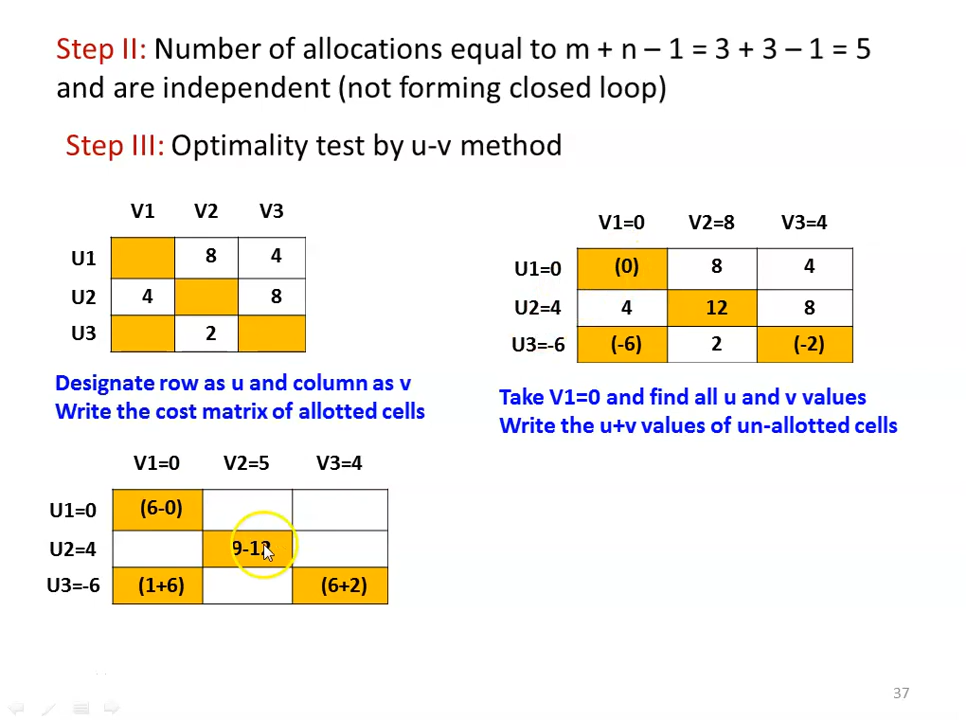 Step II: Number of allocations equal to m + n – 1 = 3 + 3 – 1 = 5
and are independent (not forming closed loop)
Step III: Optimality test by u-v method
V1 V2 V3
U1 8 4
U2 4 8
U3 2
Designate row as u and column as v
Write the cost matrix of allotted cells
V1=0 V2=8 V3=4
U1=0 (0) 8 4
U2=4 4 12 8
U3=-6 (-6) 2 (-2)
Take V1=0 and find all u and v values
Write the u+v values of un-allotted cells
V1=0 V2=5 V3=4
U1=0 (6-0)
U2=4 9-12
U3=-6 (1+6) (6+2)
37